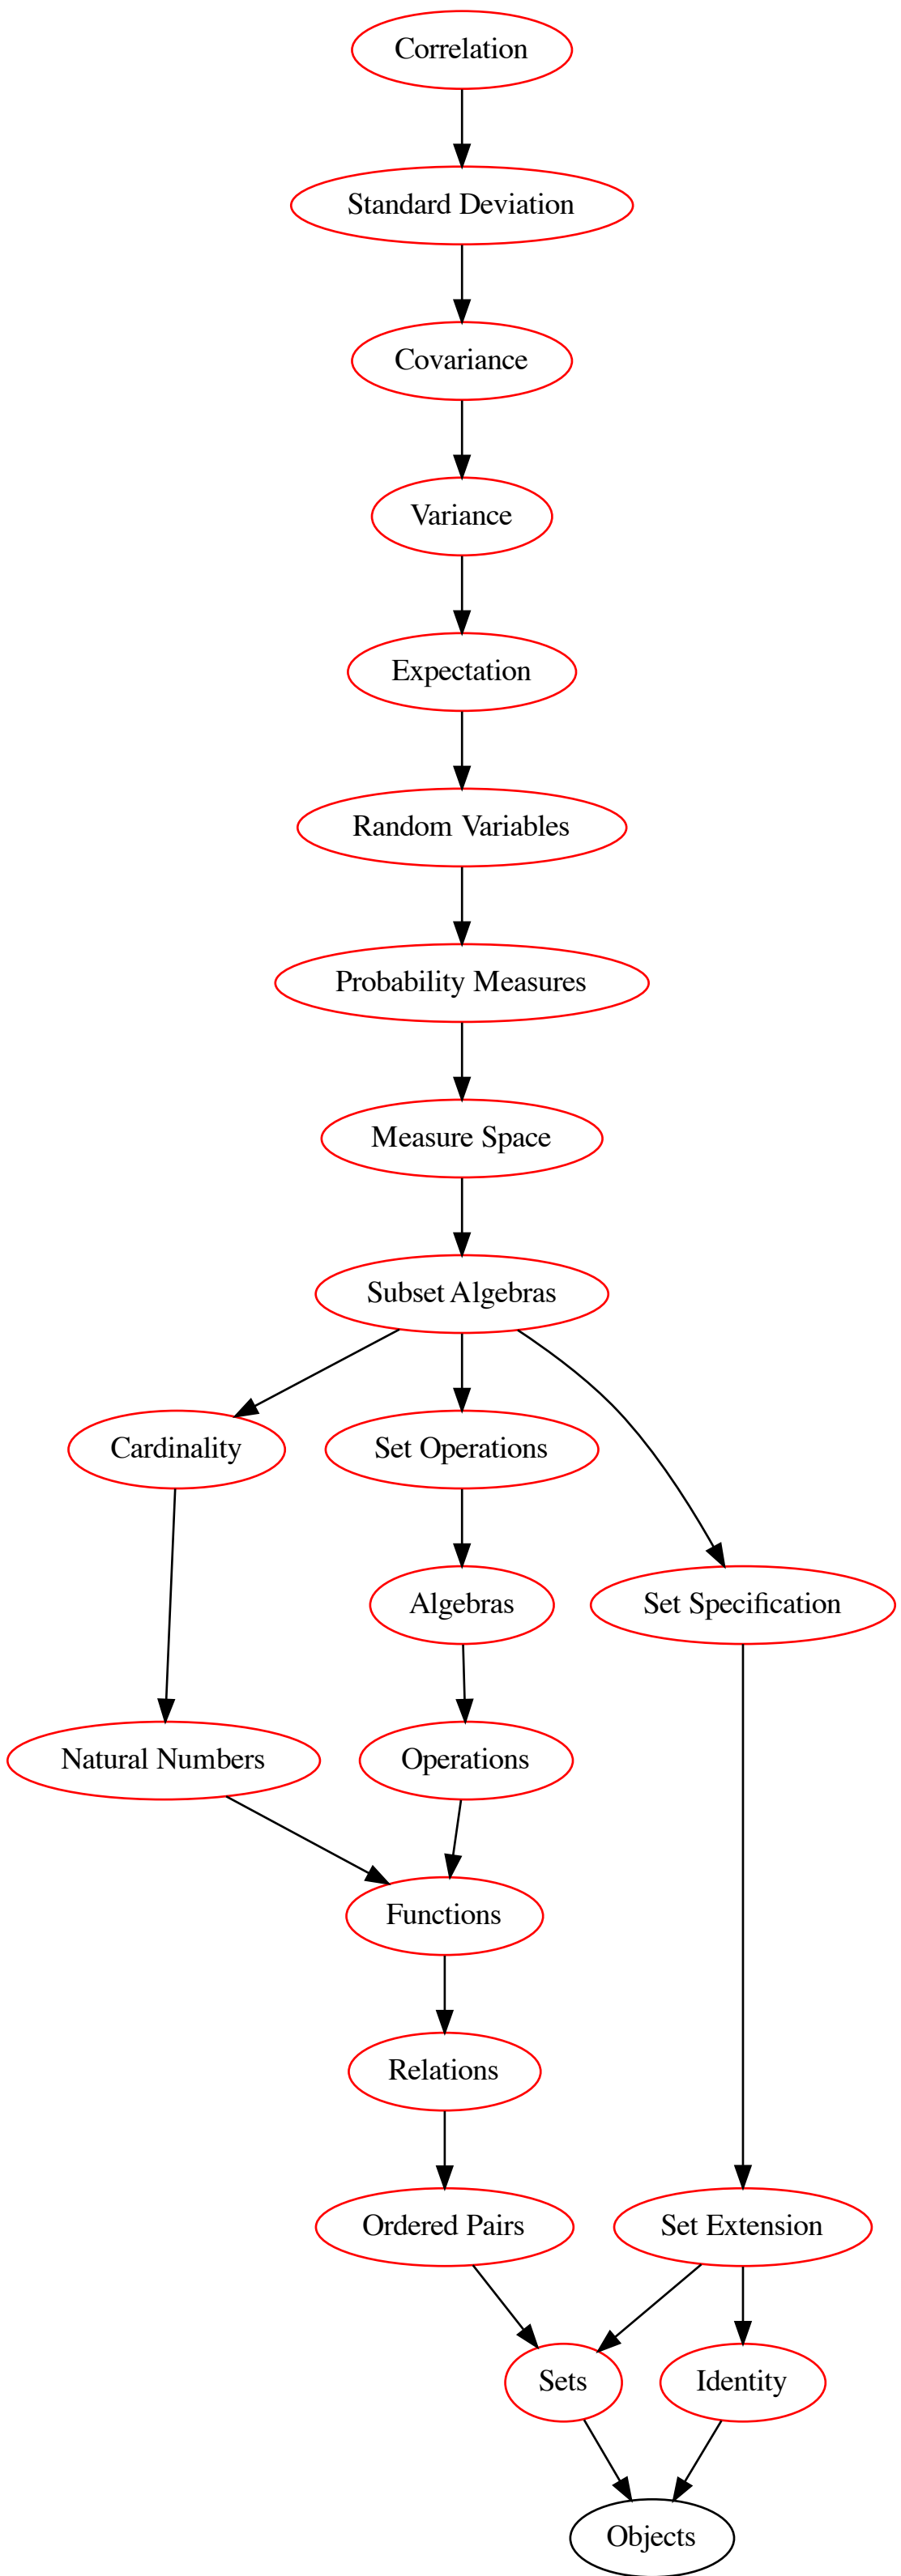 Correlation
Standard Deviation
Covariance
Variance
Expectation
Random Variables
Probability Measures
Measure Space
Subset Algebras
Cardinality
Set Operations
Algebras
Set Specification
Natural Numbers
Operations
Functions
Relations
Ordered Pairs
Set Extension
Sets
Identity
Objects